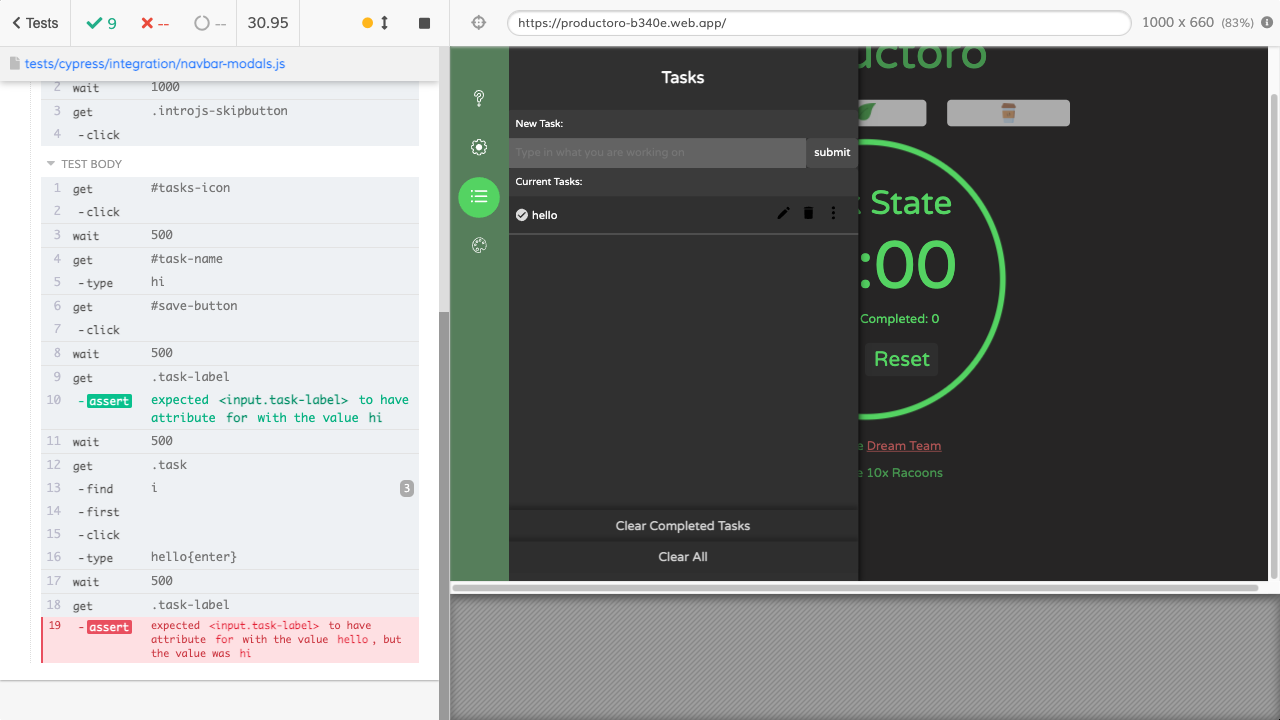 Tests
9
--
--
30.95
https://productoro-b340e.web.app/
1000 x 660 (83%)
tests/cypress/integration/navbar-modals.js
2 wait 1000
3 get .introjs-skipbutton
4 - click
TEST BODY
1 get #tasks-icon
2 - click
3 wait 500
4 get #task-name
5 - type hi
6 get #save-button
7 - click
8 wait 500
9 get .task-label
10 - assert expected <input.task-label> to have
attribute for with the value hi
11 wait 500
12 get .task
13 - find i 3
14 - first
15 - click
16 - type hello{enter}
17 wait 500
18 get .task-label
19 - assert expected <input.task-label> to have
attribute for with the value hello, but
the value was hi
Tasks
New Task:
Type in what you are working on submit
Current Tasks:
hello
Clear Completed Tasks
Clear All
uctoro
State
:00
Completed: 0
Reset
e Dream Team
e 10x Racoons